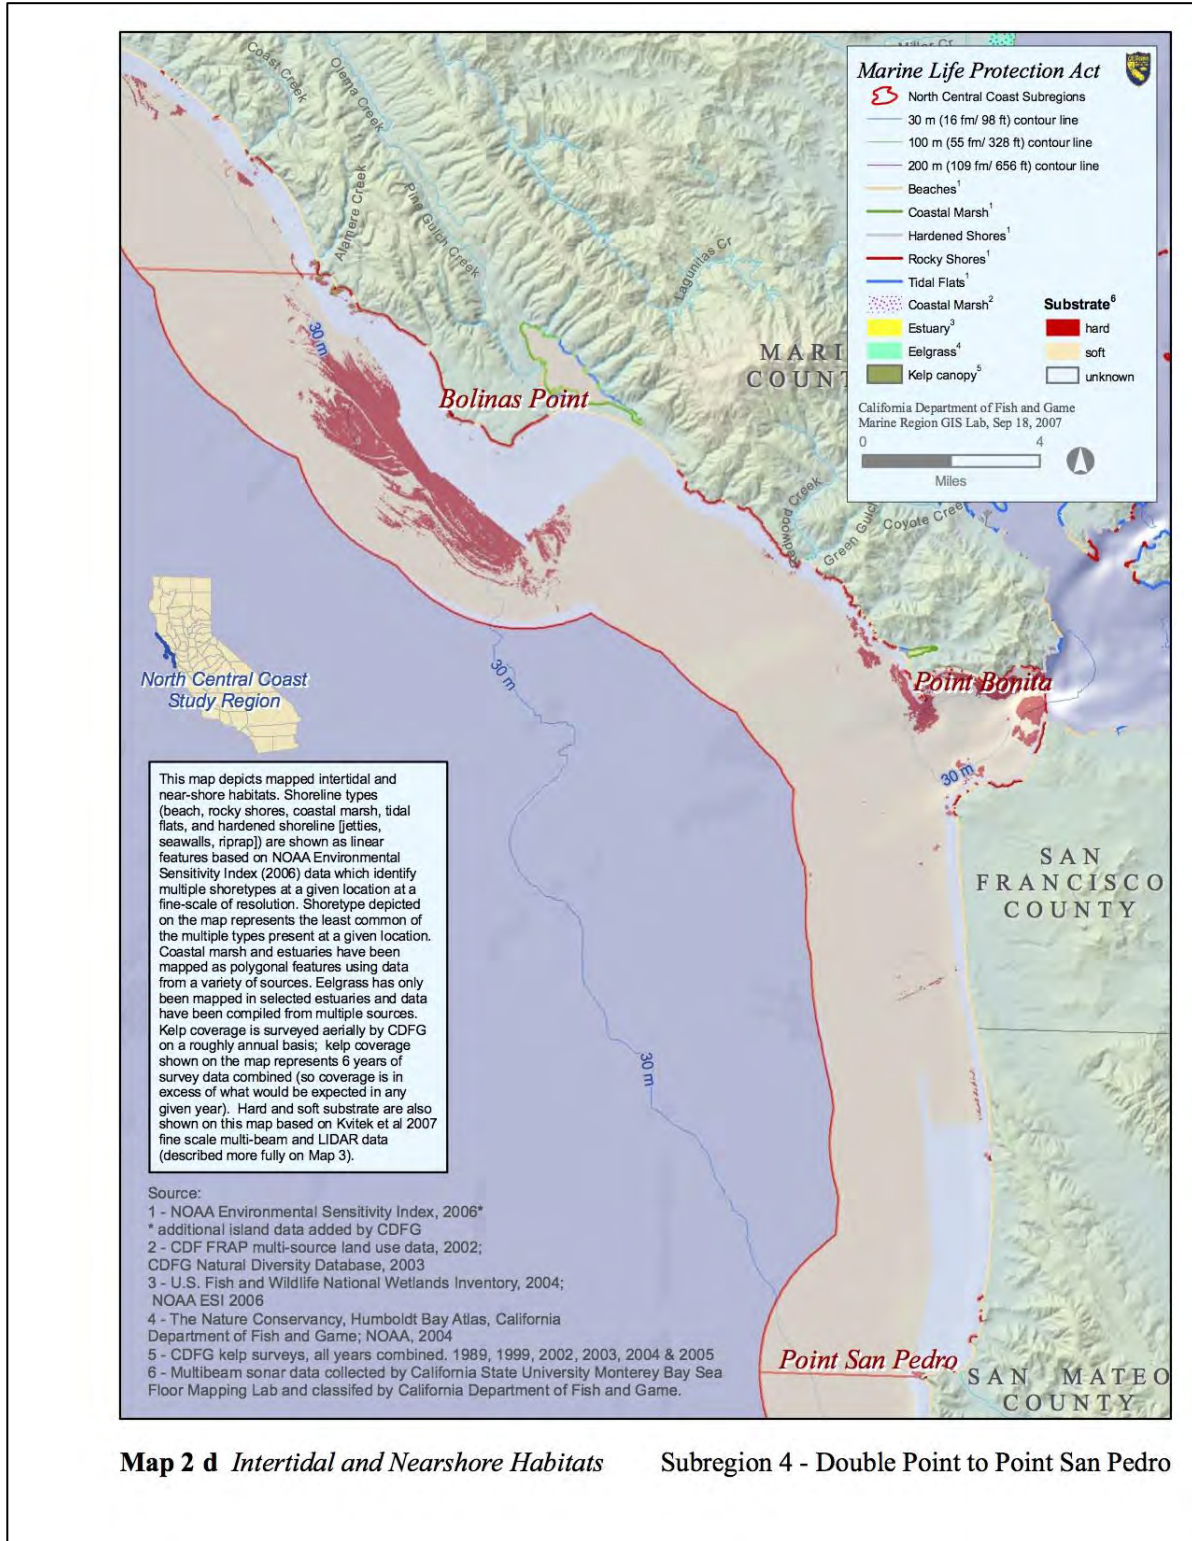 Coast Creek
Olema Creek
Alamere Creek
Pine Gulch Creek
Lagunitas Cr
Miller Cr
Marine Life Protection Act
North Central Coast Subregions
30 m (16 fm/ 98 ft) contour line
100 m (55 fm/ 328 ft) contour line
200 m (109 fm/ 656 ft) contour line
Beaches1
Coastal Marsh1
Hardened Shores1
Rocky Shores1
Tidal Flats1
Coastal Marsh2
Estuary3
Eelgrass4
Kelp canopy5
Substrate6
hard
soft
unknown
California Department of Fish and Game
Marine Region GIS Lab, Sep 18, 2007
0 4
Miles
MARI
COUNT
30 m
Bolinas Point
Redwood Creek
Green Gulc
Coyote Cree
North Central Coast
Study Region
30 m
Point Bonita
30 m
This map depicts mapped intertidal and
near-shore habitats. Shoreline types
(beach, rocky shores, coastal marsh, tidal
flats, and hardened shoreline [jetties,
seawalls, riprap]) are shown as linear
features based on NOAA Environmental
Sensitivity Index (2006) data which identify
multiple shoretypes at a given location at a
fine-scale of resolution. Shoretype depicted
on the map represents the least common of
the multiple types present at a given location.
Coastal marsh and estuaries have been
mapped as polygonal features using data
from a variety of sources. Eelgrass has only
been mapped in selected estuaries and data
have been compiled from multiple sources.
Kelp coverage is surveyed aerially by CDFG
on a roughly annual basis; kelp coverage
shown on the map represents 6 years of
survey data combined (so coverage is in
excess of what would be expected in any
given year). Hard and soft substrate are also
shown on this map based on Kvitek et al 2007
fine scale multi-beam and LIDAR data
(described more fully on Map 3).
SAN
FRANCISCO
COUNTY
30 m
Source:
1 - NOAA Environmental Sensitivity Index, 2006*
* additional island data added by CDFG
2 - CDF FRAP multi-source land use data, 2002;
CDFG Natural Diversity Database, 2003
3 - U.S. Fish and Wildlife National Wetlands Inventory, 2004;
NOAA ESI 2006
4 - The Nature Conservancy, Humboldt Bay Atlas, California
Department of Fish and Game; NOAA, 2004
5 - CDFG kelp surveys, all years combined. 1989, 1999, 2002, 2003, 2004 & 2005
6 - Multibeam sonar data collected by California State University Monterey Bay Sea
Floor Mapping Lab and classifed by California Department of Fish and Game.
Point San Pedro
SAN MATEO
COUNTY
Map 2 d Intertidal and Nearshore Habitats Subregion 4 - Double Point to Point San Pedro